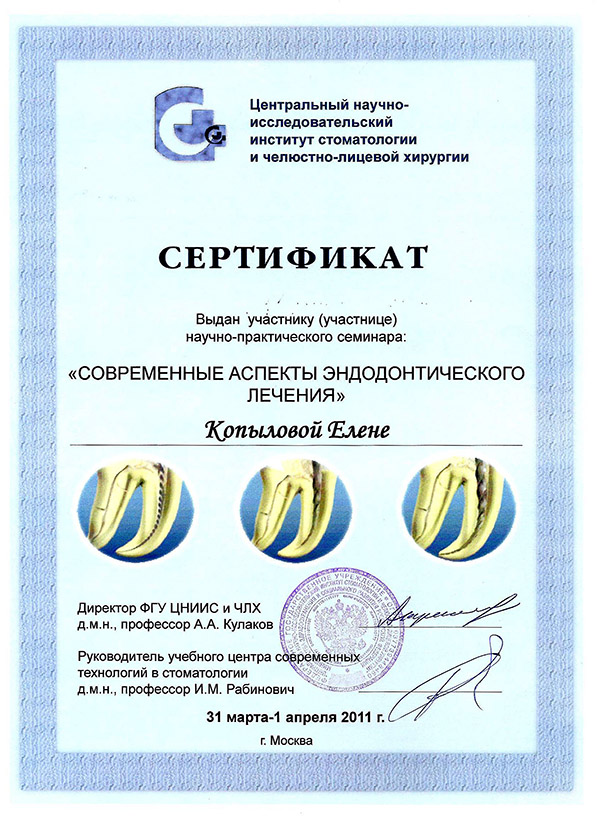 Центральный научно-
исследовательский
институт стоматологии
и челюстно-лицевой хирургии
СЕРТИФИКАТ
Выдан участнику (участнице)
научно-практического семинара:
«СОВРЕМЕННЫЕ АСПЕКТЫ ЭНДОДОНТИЧЕСКОГО
ЛЕЧЕНИЯ»
Копыловой Елене
Директор ФГУ ЦНИИС и ЧЛХ
д.м.н., профессор А.А. Кулаков
Руководитель учебного центра современных
технологий в стоматологии
д.м.н., профессор И.М. Рабинович
31 марта-1 апреля 2011 г.
г. Москва